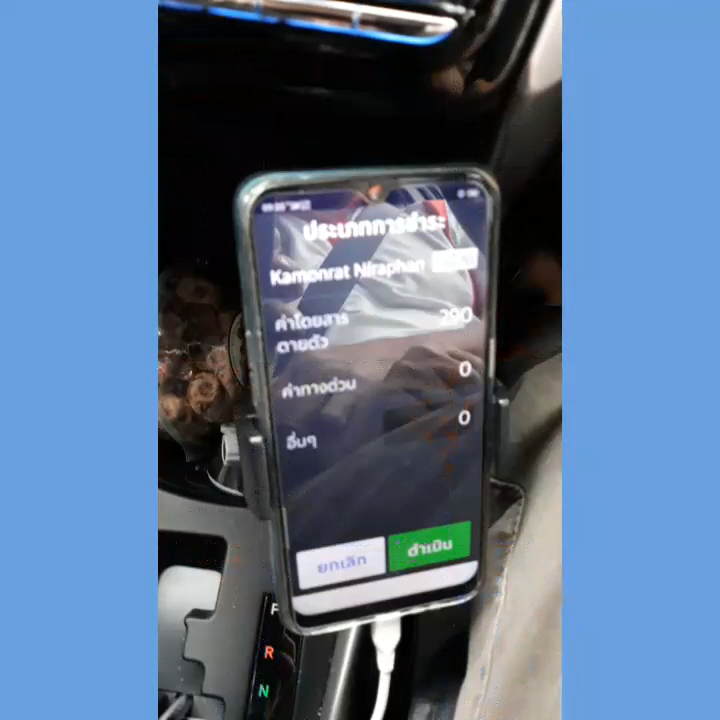 ประเภทการชำระ
Kamonrat Niraphan
ค่าโดยสาร 290
ตายตัว
ค่าทางด่วน 0
อื่นๆ 0
ยกเลิก ดำเนิน
P
R
N